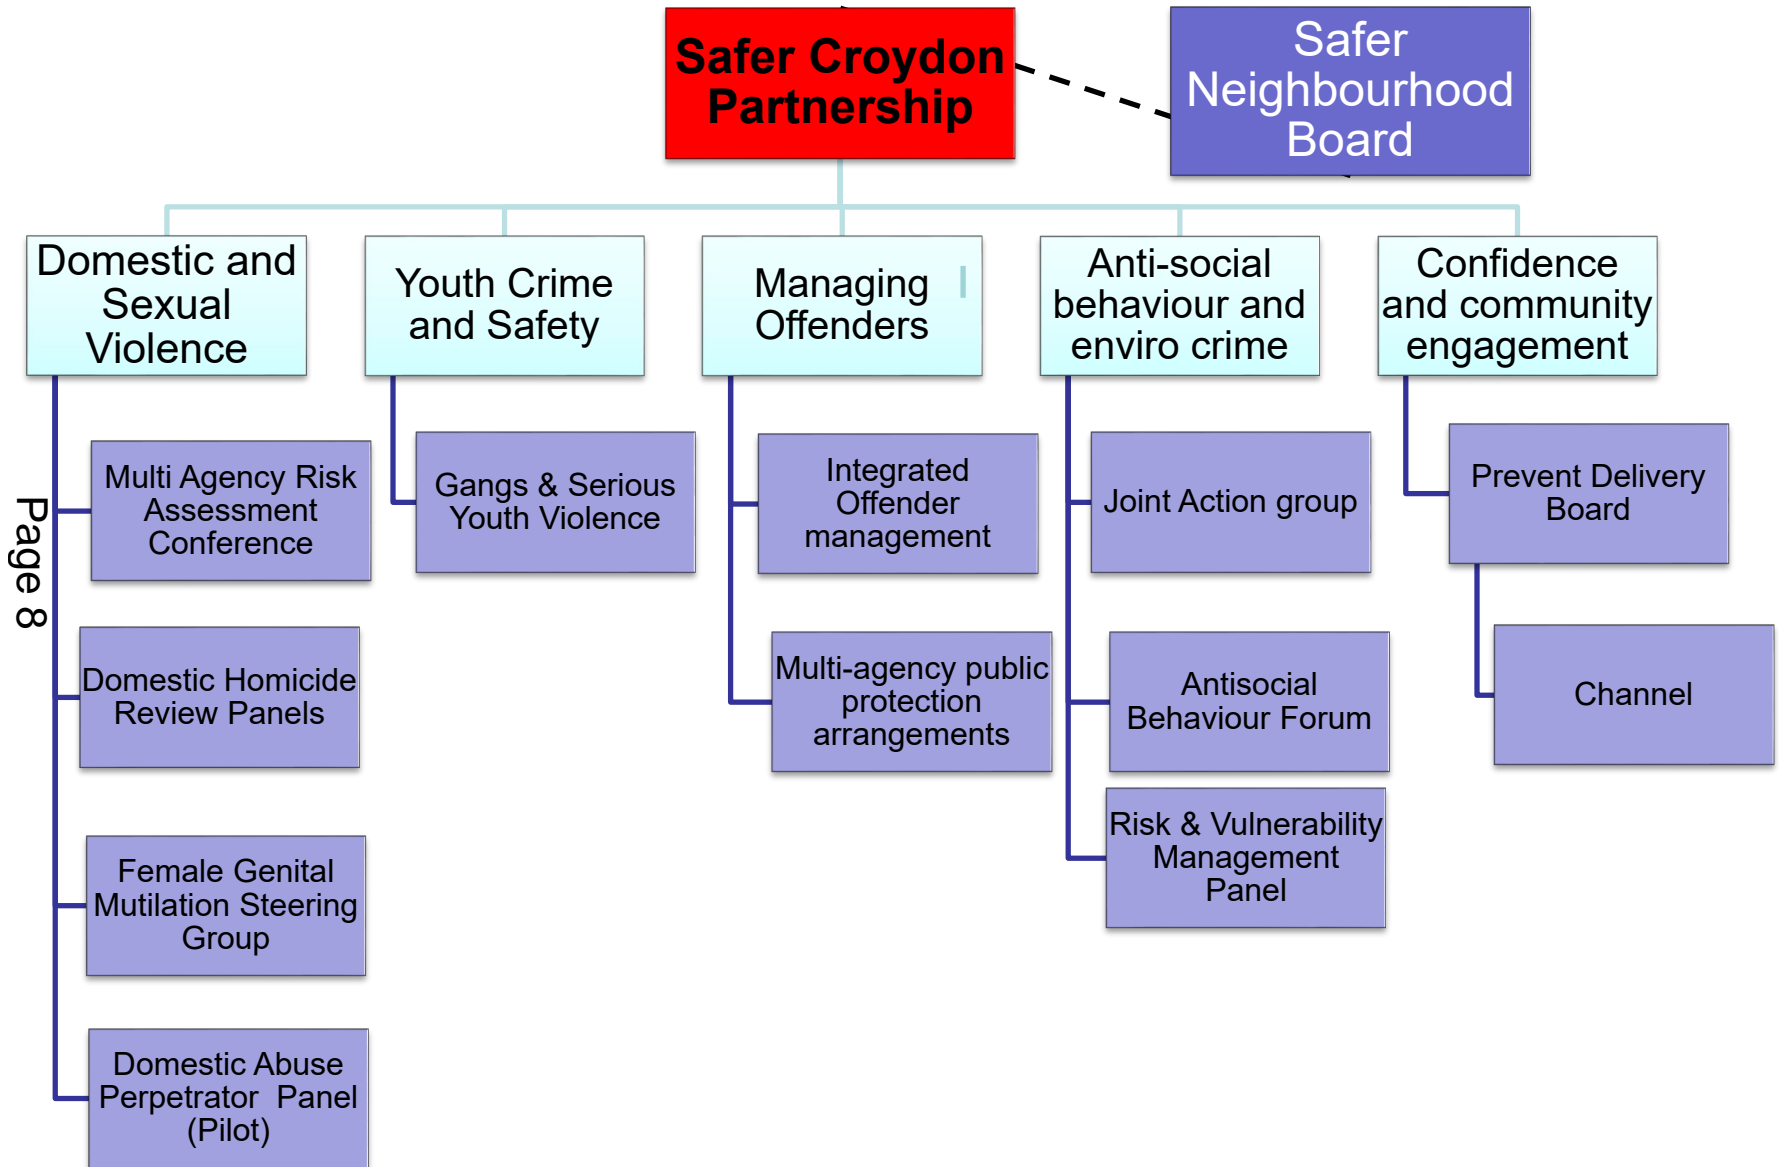 Safer Croydon
Partnership
Safer
Neighbourhood
Board
Domestic and
Sexual
Violence
Youth Crime
and Safety
Managing
Offenders
Anti-social
behaviour and
enviro crime
Confidence
and community
engagement
Multi Agency Risk
Assessment
Conference
Domestic Homicide
Review Panels
Female Genital
Mutilation Steering
Group
Domestic Abuse
Perpetrator Panel
(Pilot)
Gangs & Serious
Youth Violence
Integrated
Offender
management
Multi-agency public
protection
arrangements
Joint Action group
Antisocial
Behaviour Forum
Risk & Vulnerability
Management
Panel
Prevent Delivery
Board
Channel
Page 8